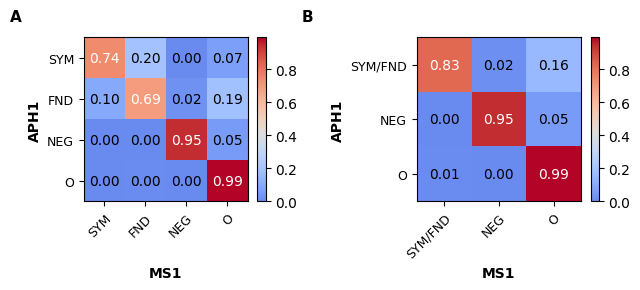 A
B
SYM 0.74 0.20 0.00 0.07
FND 0.10 0.69 0.02 0.19
NEG 0.00 0.00 0.95 0.05
O 0.00 0.00 0.00 0.99
SYM FND NEG O
MS1
APH1
0.8
0.6
0.4
0.2
0.0
SYM/FND 0.83 0.02 0.16
NEG 0.00 0.95 0.05
O 0.01 0.00 0.99
SYM/FND NEG O
MS1
APH1
0.8
0.6
0.4
0.2
0.0